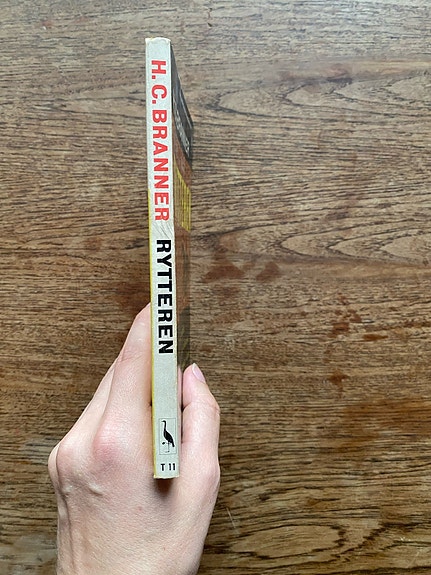 H. C. BRANNER RYTTEREN
T 11